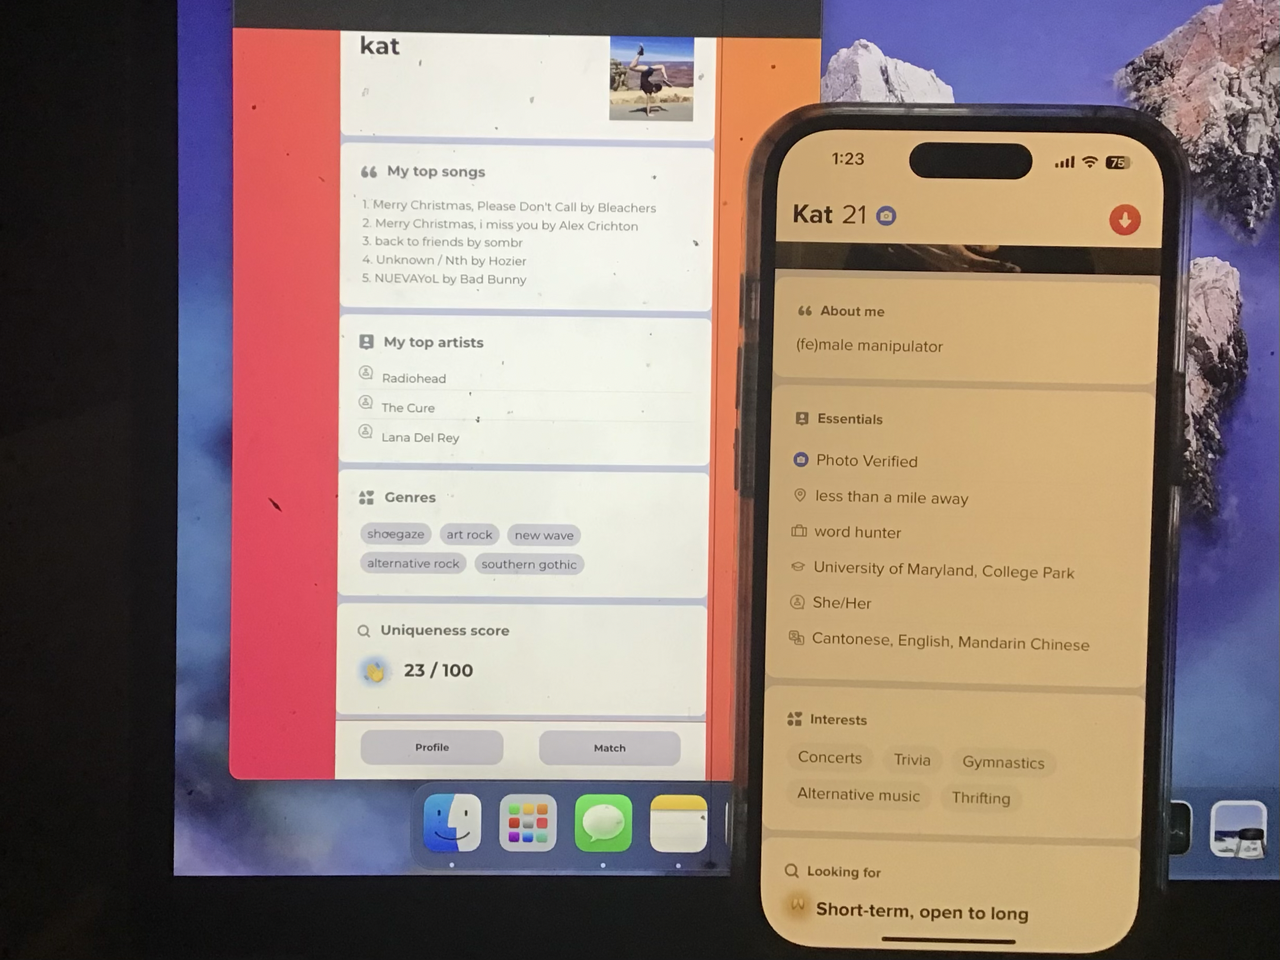 kat
My top songs
1. Merry Christmas, Please Don't Call by Bleachers
2. Merry Christmas, i miss you by Alex Crichton
3. back to friends by sombr
4. Unknown / Nth by Hozier
5. NUEVAYoL by Bad Bunny
My top artists
Radiohead
The Cure
Lana Del Rey
Genres
shoegaze art rock new wave
alternative rock southern gothic
Uniqueness score
23 / 100
Profile Match
1:23 75
Kat 21
About me
(fe)male manipulator
Essentials
Photo Verified
less than a mile away
word hunter
University of Maryland, College Park
She/Her
Cantonese, English, Mandarin Chinese
Interests
Concerts Trivia Gymnastics
Alternative music Thrifting
Looking for
Short-term, open to long